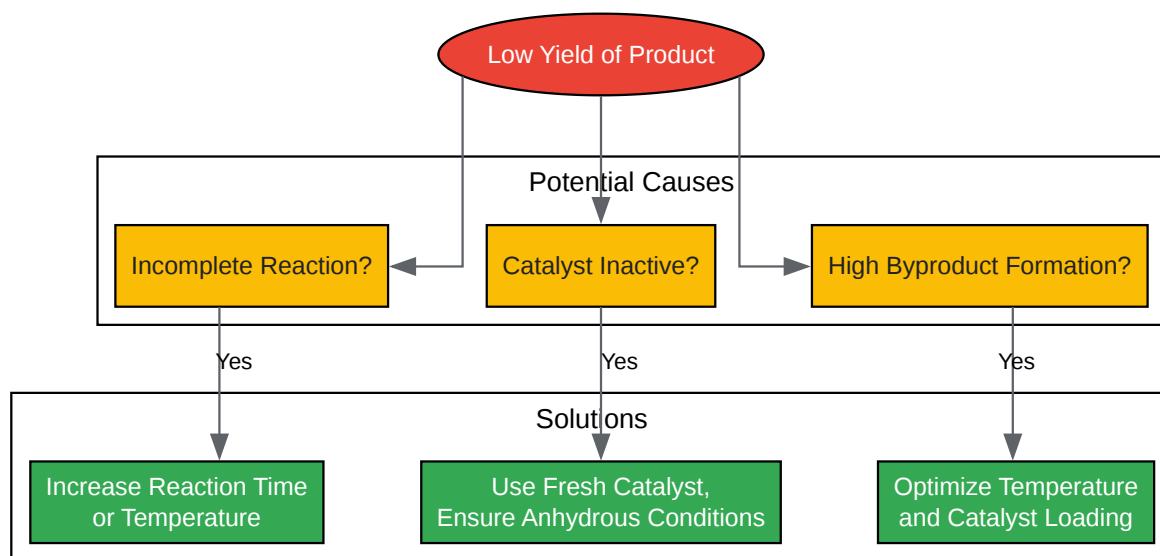 Low Yield of Product
Potential Causes
Incomplete Reaction?
Catalyst Inactive?
High Byproduct Formation?
Yes
Yes
Yes
Solutions
Increase Reaction Time
or Temperature
Use Fresh Catalyst,
Ensure Anhydrous Conditions
Optimize Temperature
and Catalyst Loading